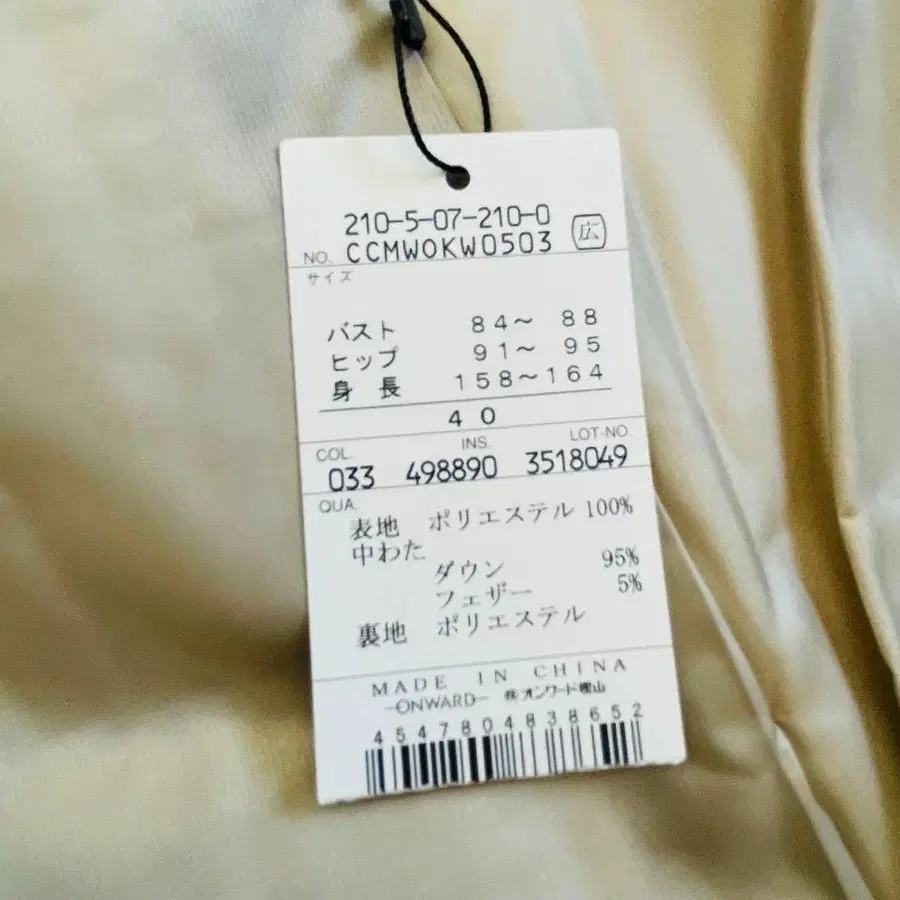 210-5-07-210-0
NO. CCMWOKW0503 広
サイズ
バスト 84～ 88
ヒップ 91～ 95
身 長 158～164
40
COL. INS. LOT-NO.
033 498890 3518049
QUA.
表地 ポリエステル 100%
中わた
ダウン 95%
フェザー 5%
裏地 ポリエステル
MADE IN CHINA
-ONWARD- ㈱オンワード樫山
4547804838652